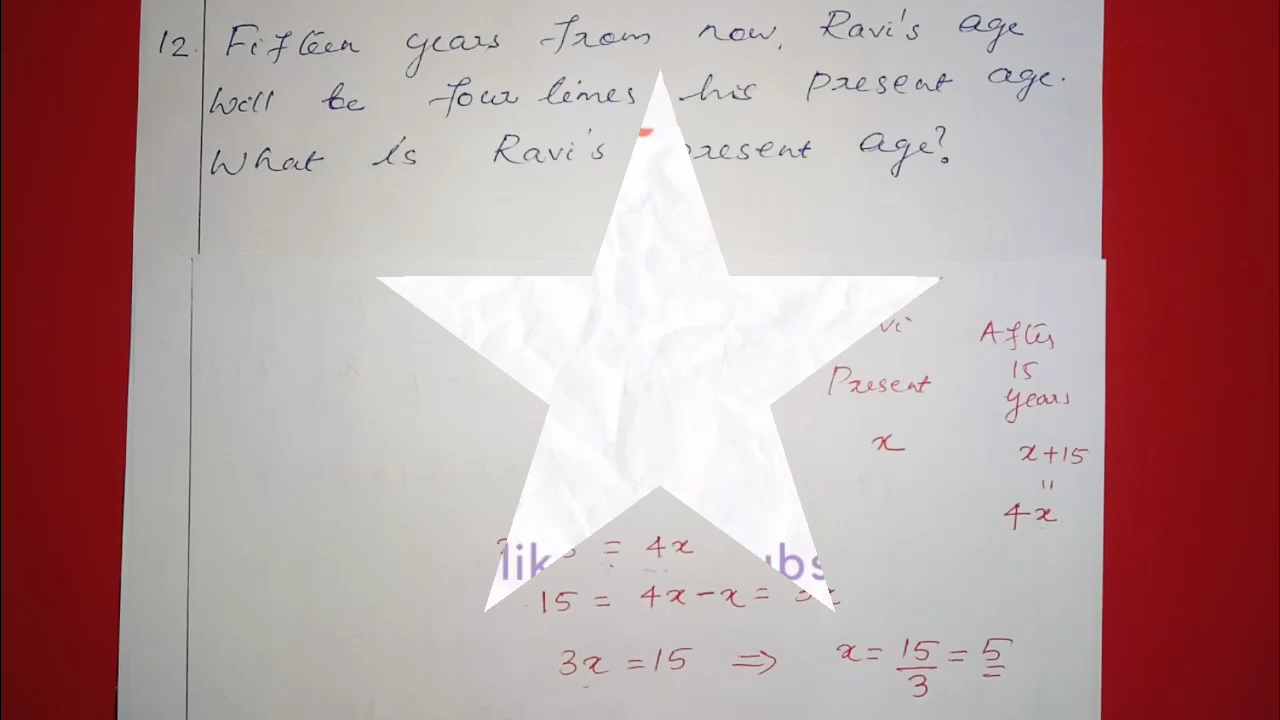 12. Fifteen years from now, Ravi's age
will be four times his present age.
What is Ravi's present age?
After
Present 15
years
x x+15
"
4x
= 4x
15 = 4x-x = 3x
3x = 15 ⇒ x = 15/3 = 5